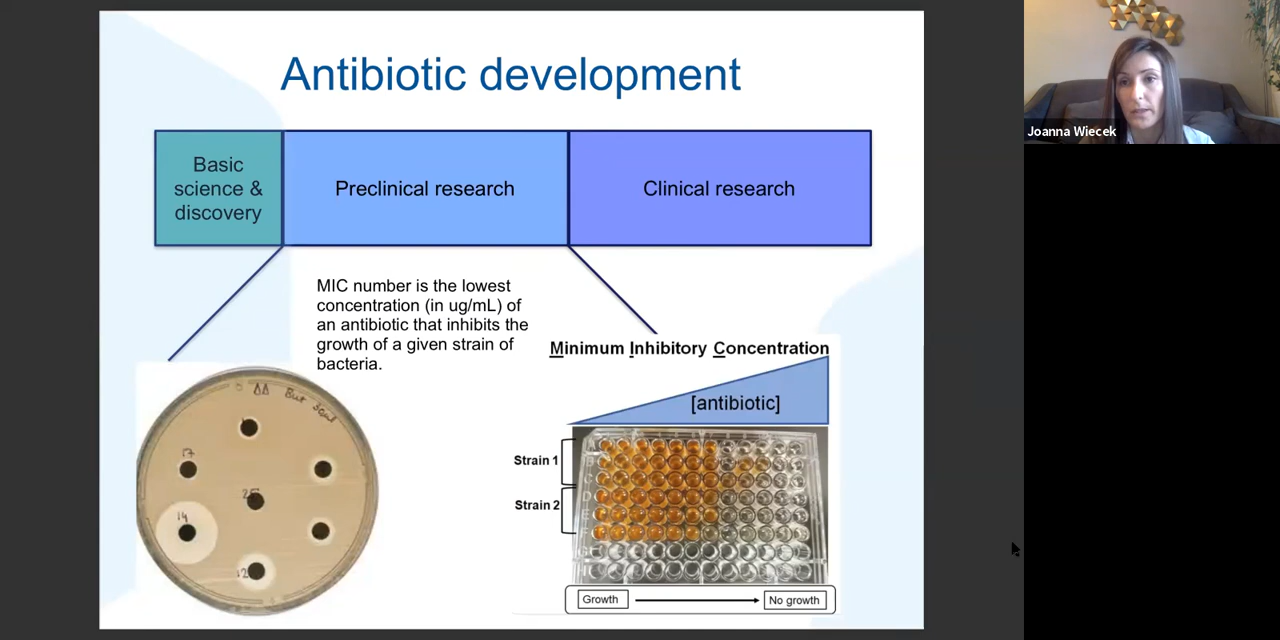 Antibiotic development
Basic
science &
discovery
Preclinical research
Clinical research
MIC number is the lowest
concentration (in ug/mL) of
an antibiotic that inhibits the
growth of a given strain of
bacteria.
Minimum Inhibitory Concentration
[antibiotic]
Strain 1
Strain 2
Growth
No growth
17
14
Joanna Wiecek